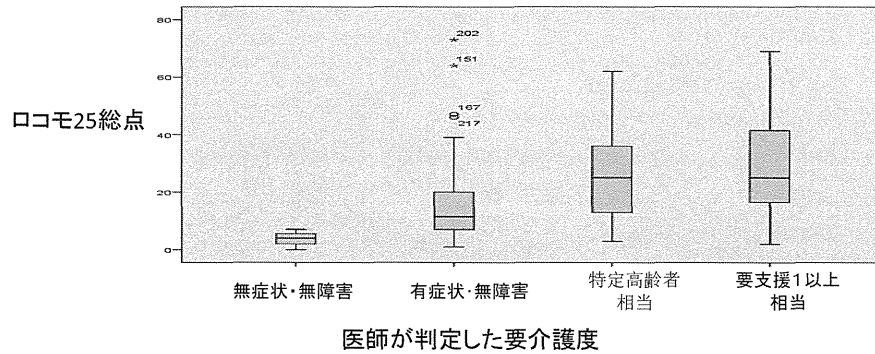 80
*202
*151
60
ロコモ25総点
167
40
217
20
0
無症状・無障害
有症状・無障害
特定高齢者
相当
要支援1以上
相当
医師が判定した要介護度